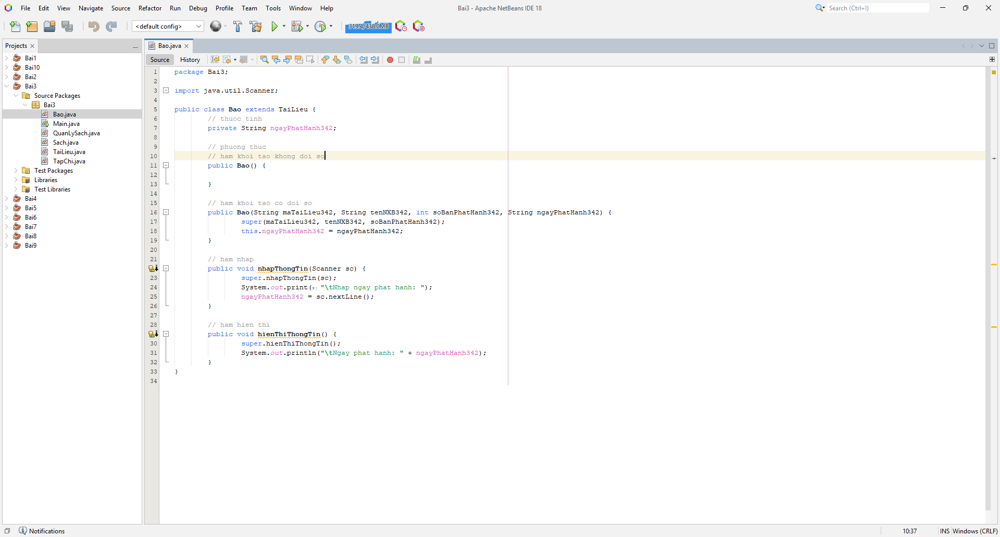 File Edit View Navigate Source Refactor Run Debug Profile Team Tools Window Help
Bai3 - Apache NetBeans IDE 18
Search (Ctrl+I)
<default config>
319.4/438.0MB
Projects
Bai1
Bai10
Bai2
Bai3
Source Packages
Bai3
Bao.java
Main.java
QuanLySach.java
Sach.java
TaiLieu.java
TapChi.java
Test Packages
Libraries
Test Libraries
Bai4
Bai5
Bai6
Bai7
Bai8
Bai9
Bao.java
Source History
1 package Bai3;
2
3 import java.util.Scanner;
4
5 public class Bao extends TaiLieu {
6 // thuoc tinh
7 private String ngayPhatHanh342;
8
9 // phuong thuc
10 // ham khoi tao khong doi so
11 public Bao() {
12
13 }
14
15 // ham khoi tao co doi so
16 public Bao(String maTaiLieu342, String tenNXB342, int soBanPhatHanh342, String ngayPhatHanh342) {
17 super(maTaiLieu342, tenNXB342, soBanPhatHanh342);
18 this.ngayPhatHanh342 = ngayPhatHanh342;
19 }
20
21 // ham nhap
public void nhapThongTin(Scanner sc) {
23 super.nhapThongTin(sc);
24 System.out.print(s: "\tNhap ngay phat hanh: ");
25 ngayPhatHanh342 = sc.nextLine();
26 }
27
28 // ham hien thi
public void hienThiThongTin() {
30 super.hienThiThongTin();
31 System.out.println("\tNgay phat hanh: " + ngayPhatHanh342);
32 }
33 }
34
Notifications
10:37 INS Windows (CRLF)